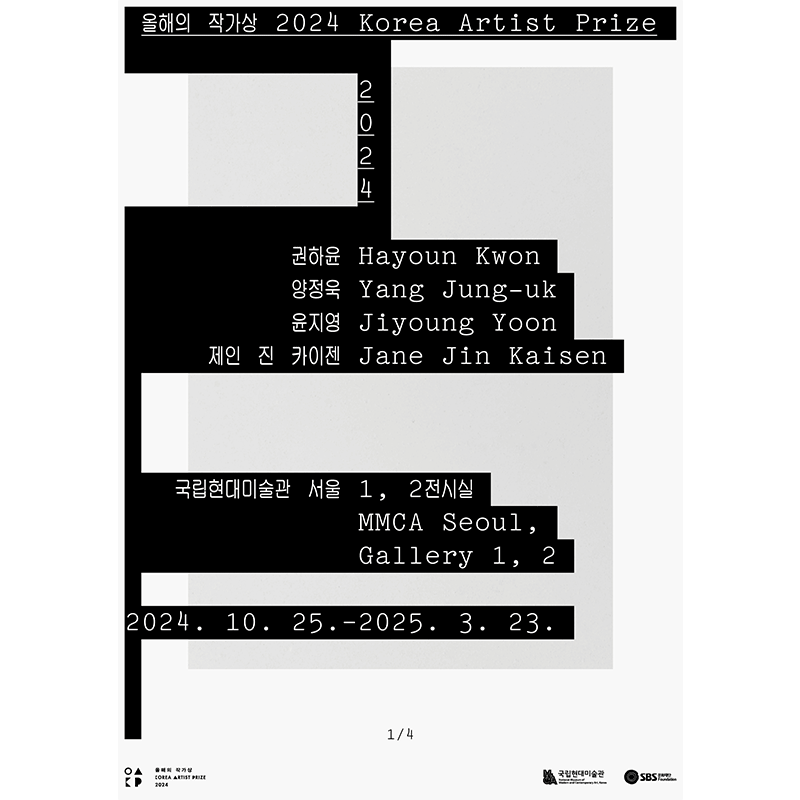 올해의 작가상 2024 Korea Artist Prize
2
0
2
4
권하윤 Hayoun Kwon
양정욱 Yang Jung-uk
윤지영 Jiyoung Yoon
제인 진 카이젠 Jane Jin Kaisen
국립현대미술관 서울 1, 2전시실
MMCA Seoul,
Gallery 1, 2
2024. 10. 25.-2025. 3. 23.
1/4
올해의 작가상
KOREA ARTIST PRIZE
2024
국립현대미술관
National Museum of
Modern and Contemporary Art, Korea
SBS 문화재단
Foundation